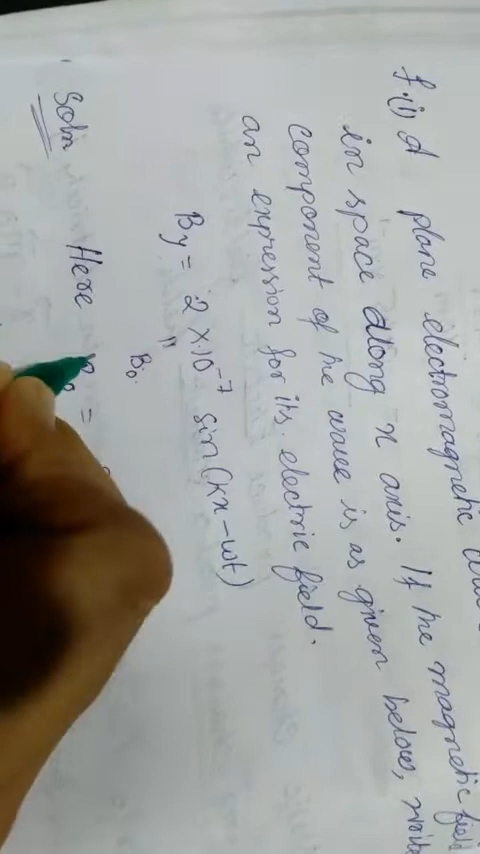 f.(i) A plane electromagnetic
in space along x axis. If the magnetic field
component of the wave is as given below, write
an expression for its electric field.
By = 2 × 10⁻⁷ sin(kx - wt)
"
B₀.
Soln Here =